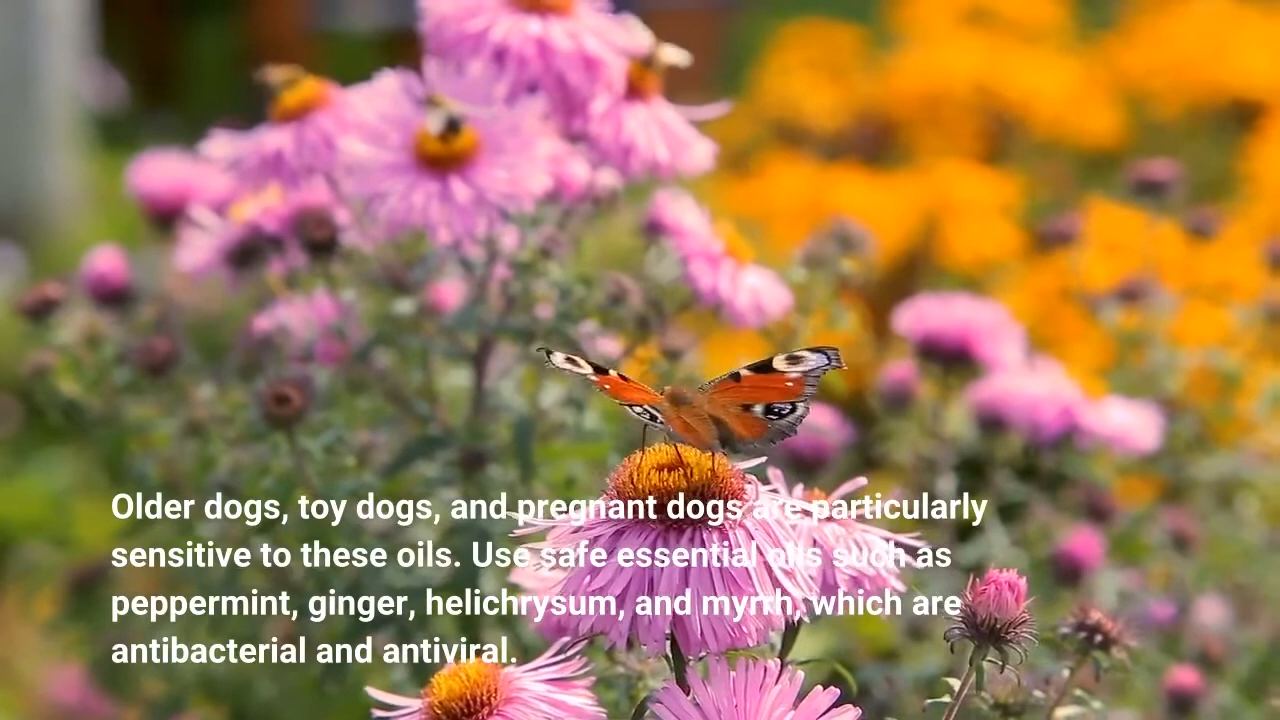 Older dogs, toy dogs, and pregnant dogs are particularly
sensitive to these oils. Use safe essential oils such as
peppermint, ginger, helichrysum, and myrrh, which are
antibacterial and antiviral.